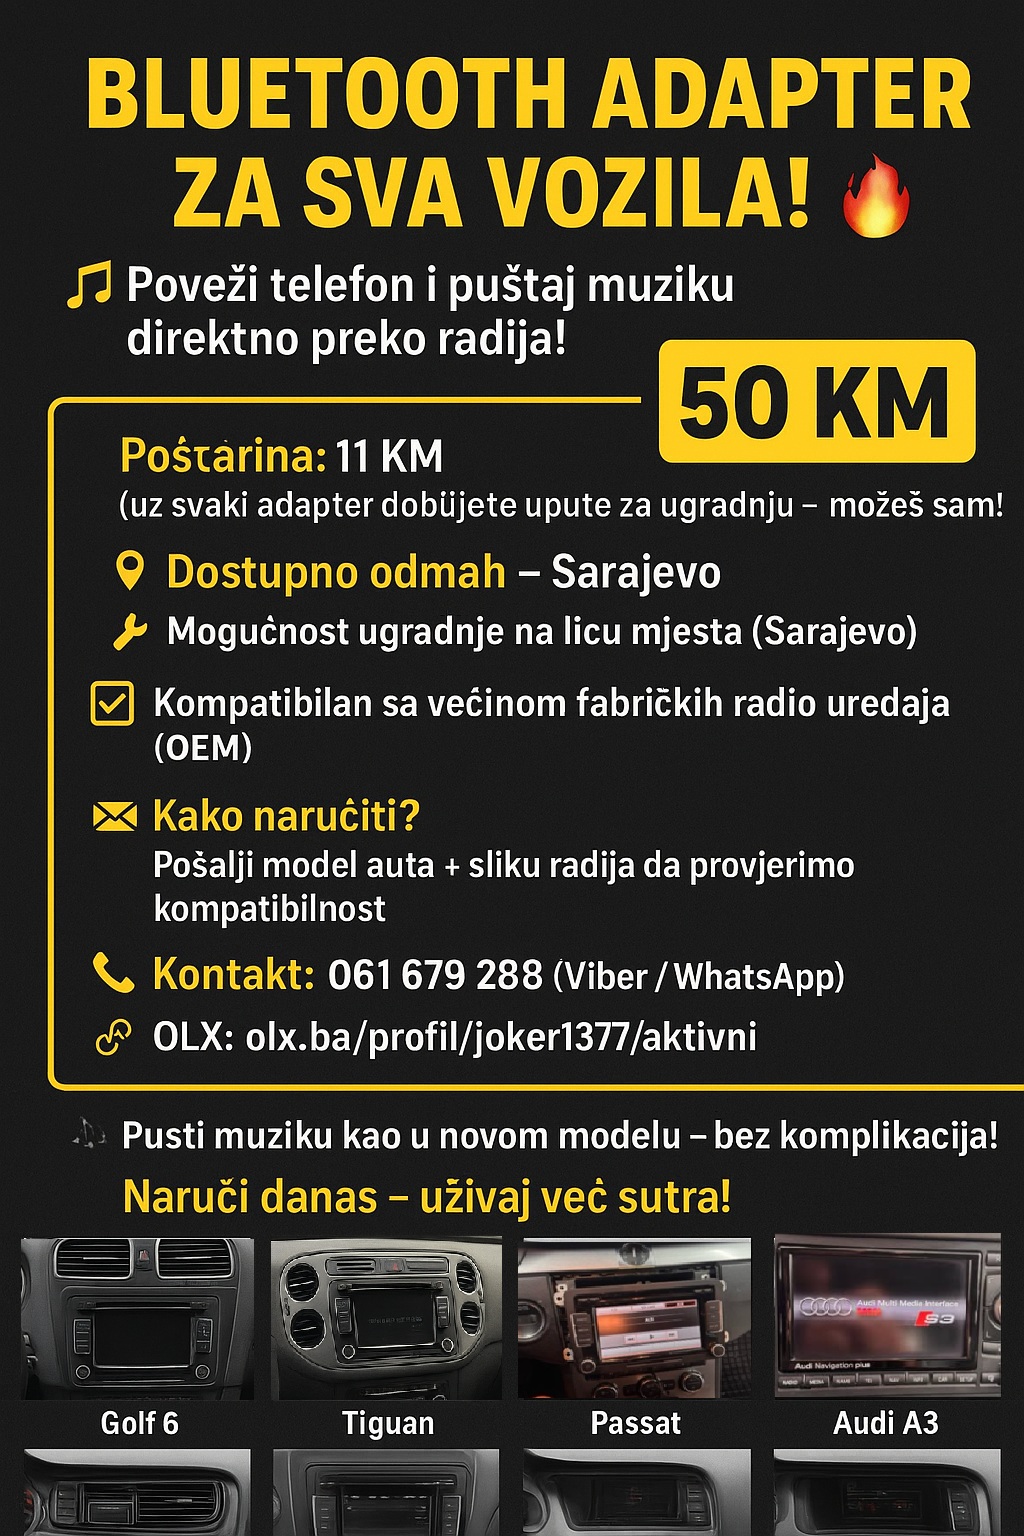 BLUETOOTH ADAPTER
ZA SVA VOZILA! 🔥
Poveži telefon i puštaj muziku
direktno preko radija!
50 KM
Poštarina: 11 KM
(uz svaki adapter dobüjete upute za ugradnju – možeš sam!
Dostupno odmah – Sarajevo
Mogućnost ugradnje na licu mjesta (Sarajevo)
Kompatibilan sa većinom fabričkih radio uredaja
(OEM)
Kako naručiti?
Pošalji model auta + sliku radija da provjerimo
kompatibilnost
Kontakt: 061 679 288 (Viber / WhatsApp)
OLX: olx.ba/profil/joker1377/aktivni
Pusti muziku kao u novom modelu – bez komplikacija!
Naruči danas – uživaj već sutra!
Audi Multi Media Interface
S3
Audi Navigation plus
Golf 6
Tiguan
Passat
Audi A3